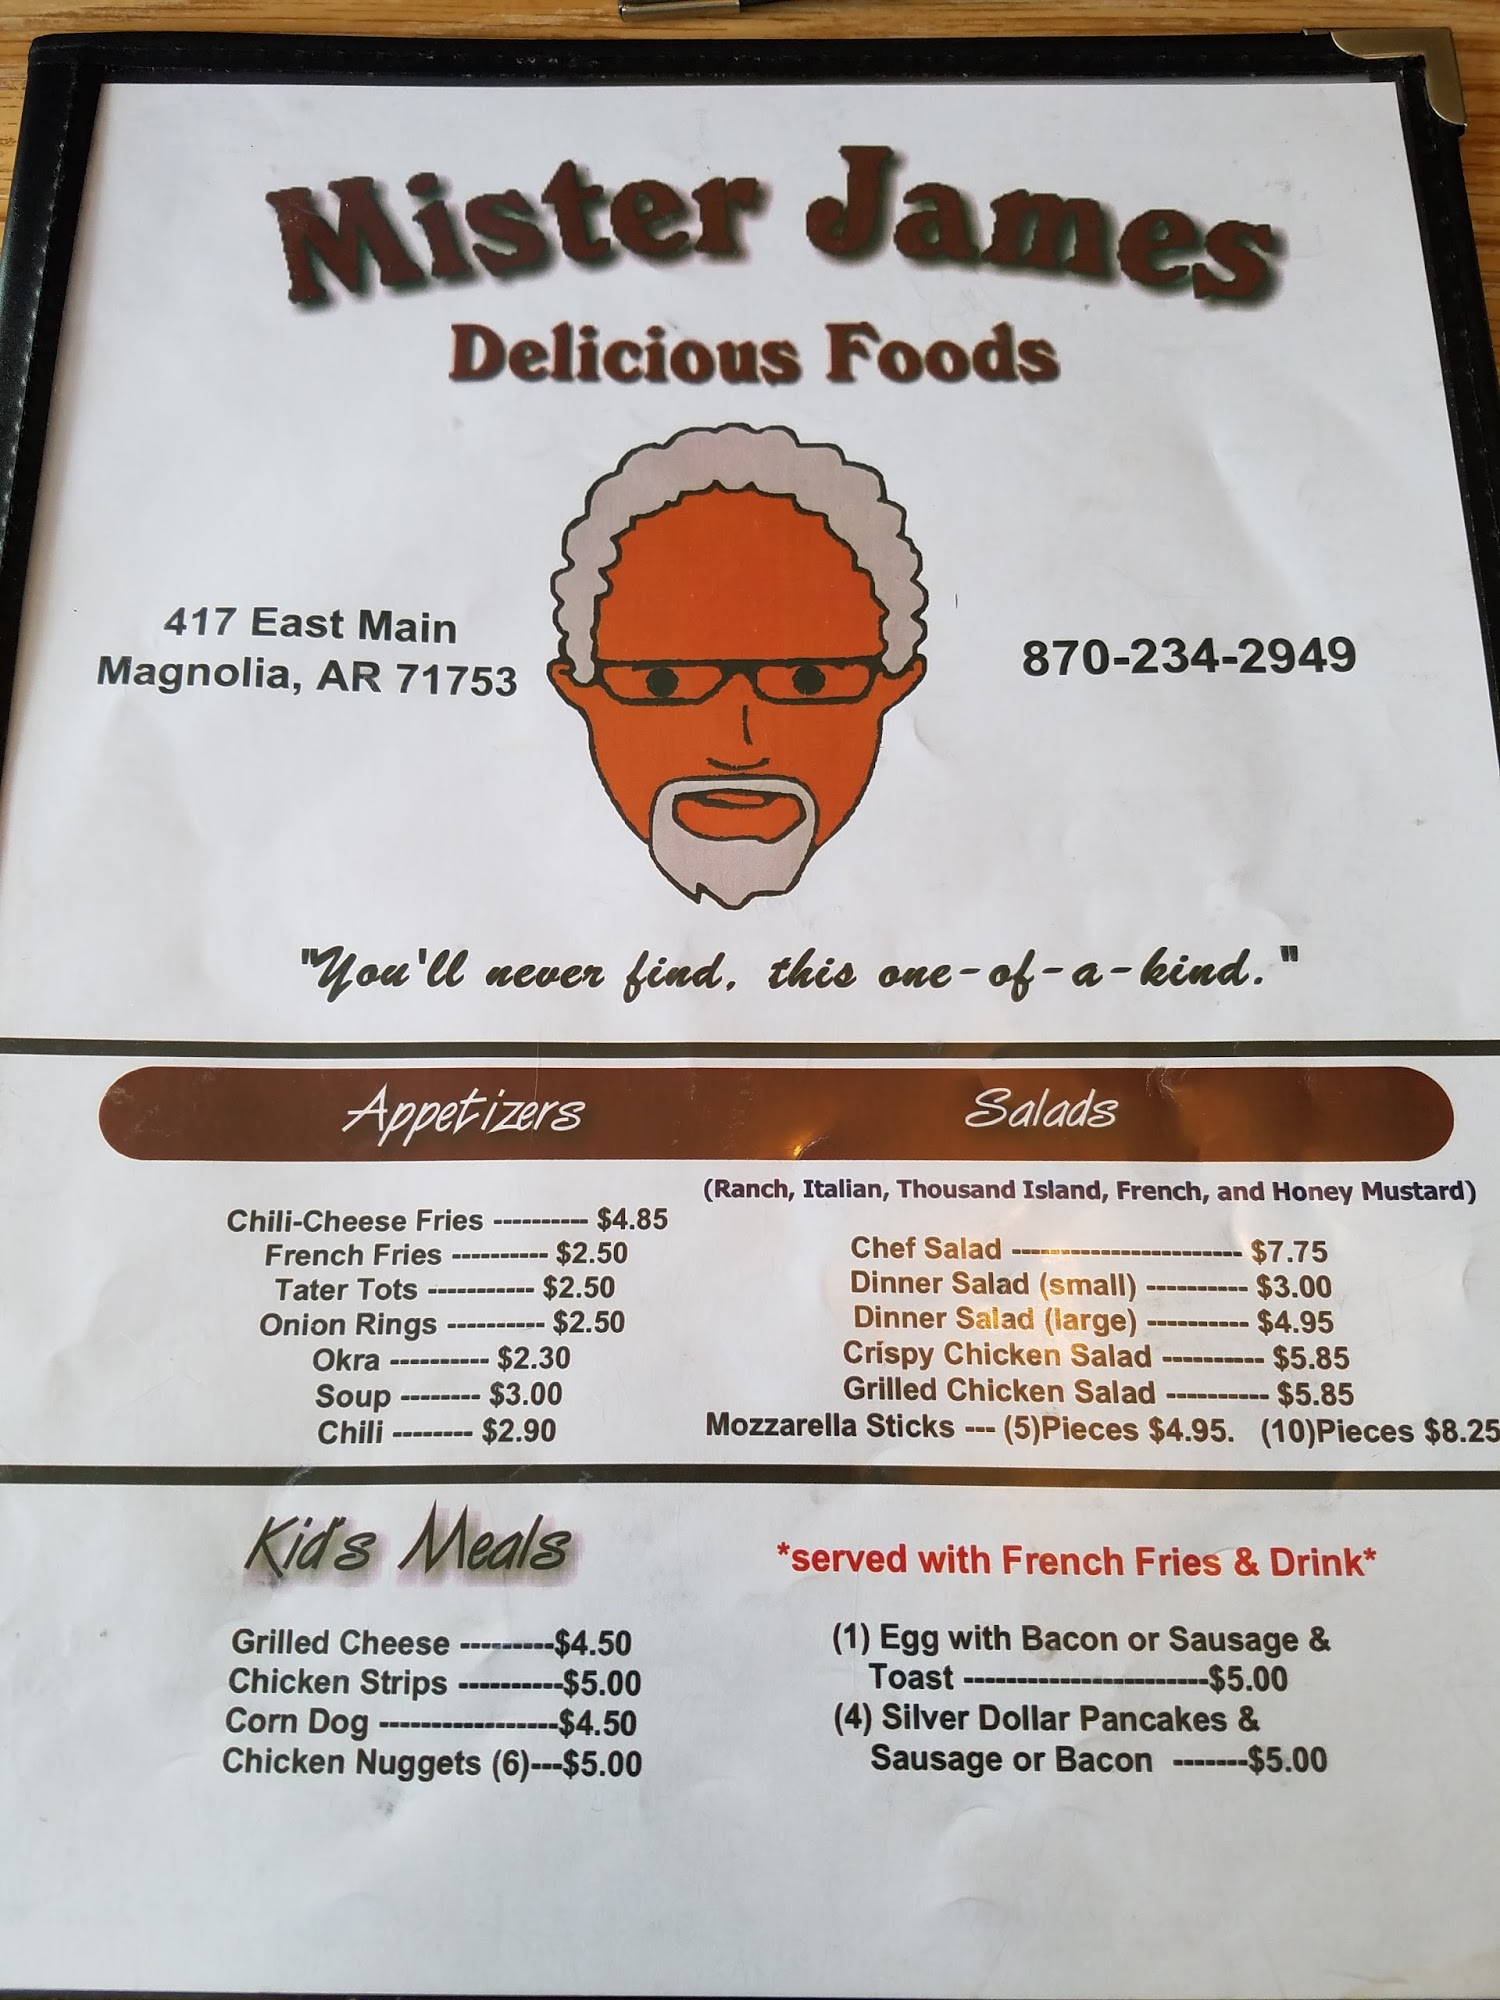 Mister James
Delicious Foods
417 East Main
Magnolia, AR 71753
870-234-2949
"You'll never find, this one-of-a-kind."
Appetizers
Chili-Cheese Fries ---------- $4.85
French Fries ---------- $2.50
Tater Tots ----------- $2.50
Onion Rings ---------- $2.50
Okra ---------- $2.30
Soup -------- $3.00
Chili -------- $2.90
Salads
(Ranch, Italian, Thousand Island, French, and Honey Mustard)
Chef Salad ----------------------- $7.75
Dinner Salad (small) ---------- $3.00
Dinner Salad (large) ---------- $4.95
Crispy Chicken Salad ---------- $5.85
Grilled Chicken Salad ---------- $5.85
Mozzarella Sticks --- (5)Pieces $4.95. (10)Pieces $8.25
Kid's Meals
*served with French Fries & Drink*
Grilled Cheese ---------$4.50
Chicken Strips ----------$5.00
Corn Dog -----------------$4.50
Chicken Nuggets (6)---$5.00
(1) Egg with Bacon or Sausage &
Toast ------------------------$5.00
(4) Silver Dollar Pancakes &
Sausage or Bacon -------$5.00